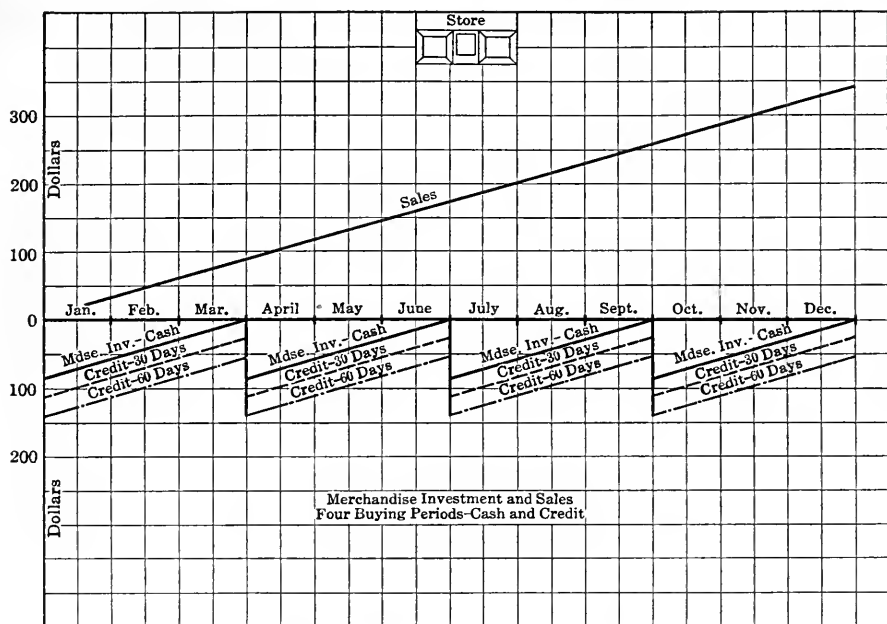 Store
300
Dollars
200
Sales
100
Jan. Feb. Mar. April May June July Aug. Sept. Oct. Nov. Dec.
0
Mdse. Inv.-Cash Mdse. Inv.-Cash Mdse. Inv.-Cash Mdse. Inv.-Cash
Credit-30 Days Credit-30 Days Credit-30 Days Credit-30 Days
100
Credit-60 Days Credit-60 Days Credit-60 Days Credit-60 Days
200
Dollars
Merchandise Investment and Sales
Four Buying Periods-Cash and Credit